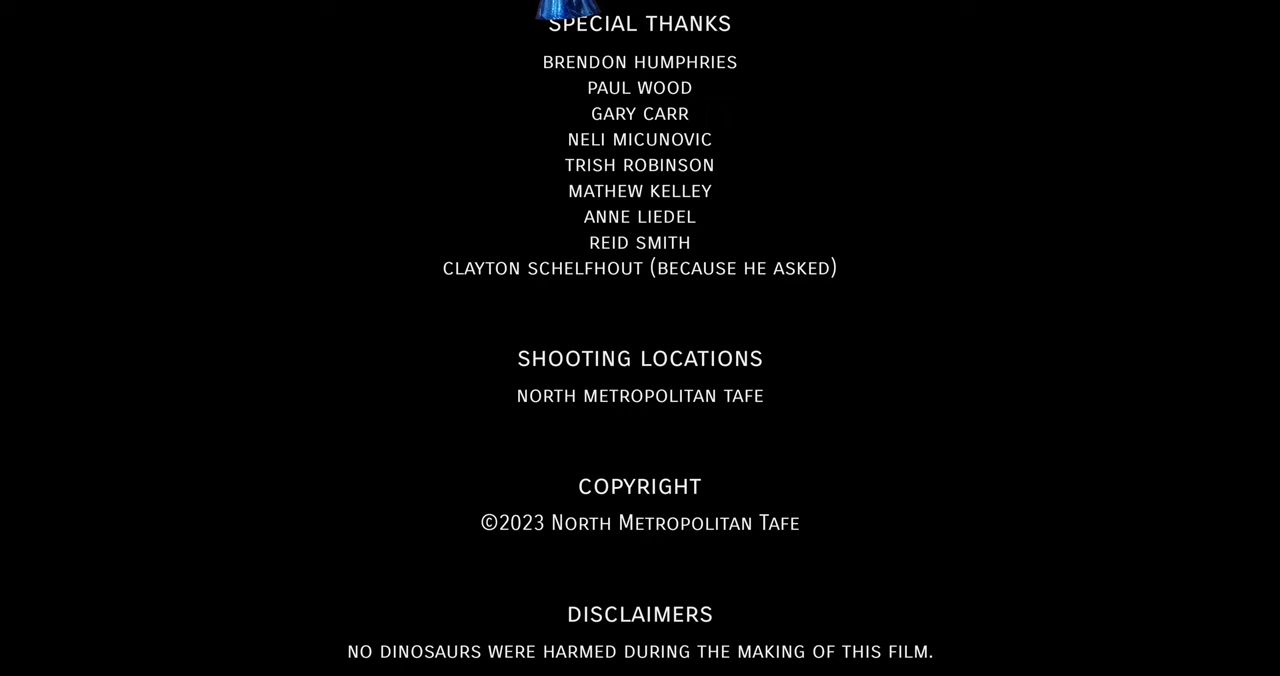 SPECIAL THANKS
BRENDON HUMPHRIES
PAUL WOOD
GARY CARR
NELI MICUNOVIC
TRISH ROBINSON
MATHEW KELLEY
ANNE LIEDEL
REID SMITH
CLAYTON SCHELFHOUT (BECAUSE HE ASKED)
SHOOTING LOCATIONS
NORTH METROPOLITAN TAFE
COPYRIGHT
©2023 NORTH METROPOLITAN TAFE
DISCLAIMERS
NO DINOSAURS WERE HARMED DURING THE MAKING OF THIS FILM.